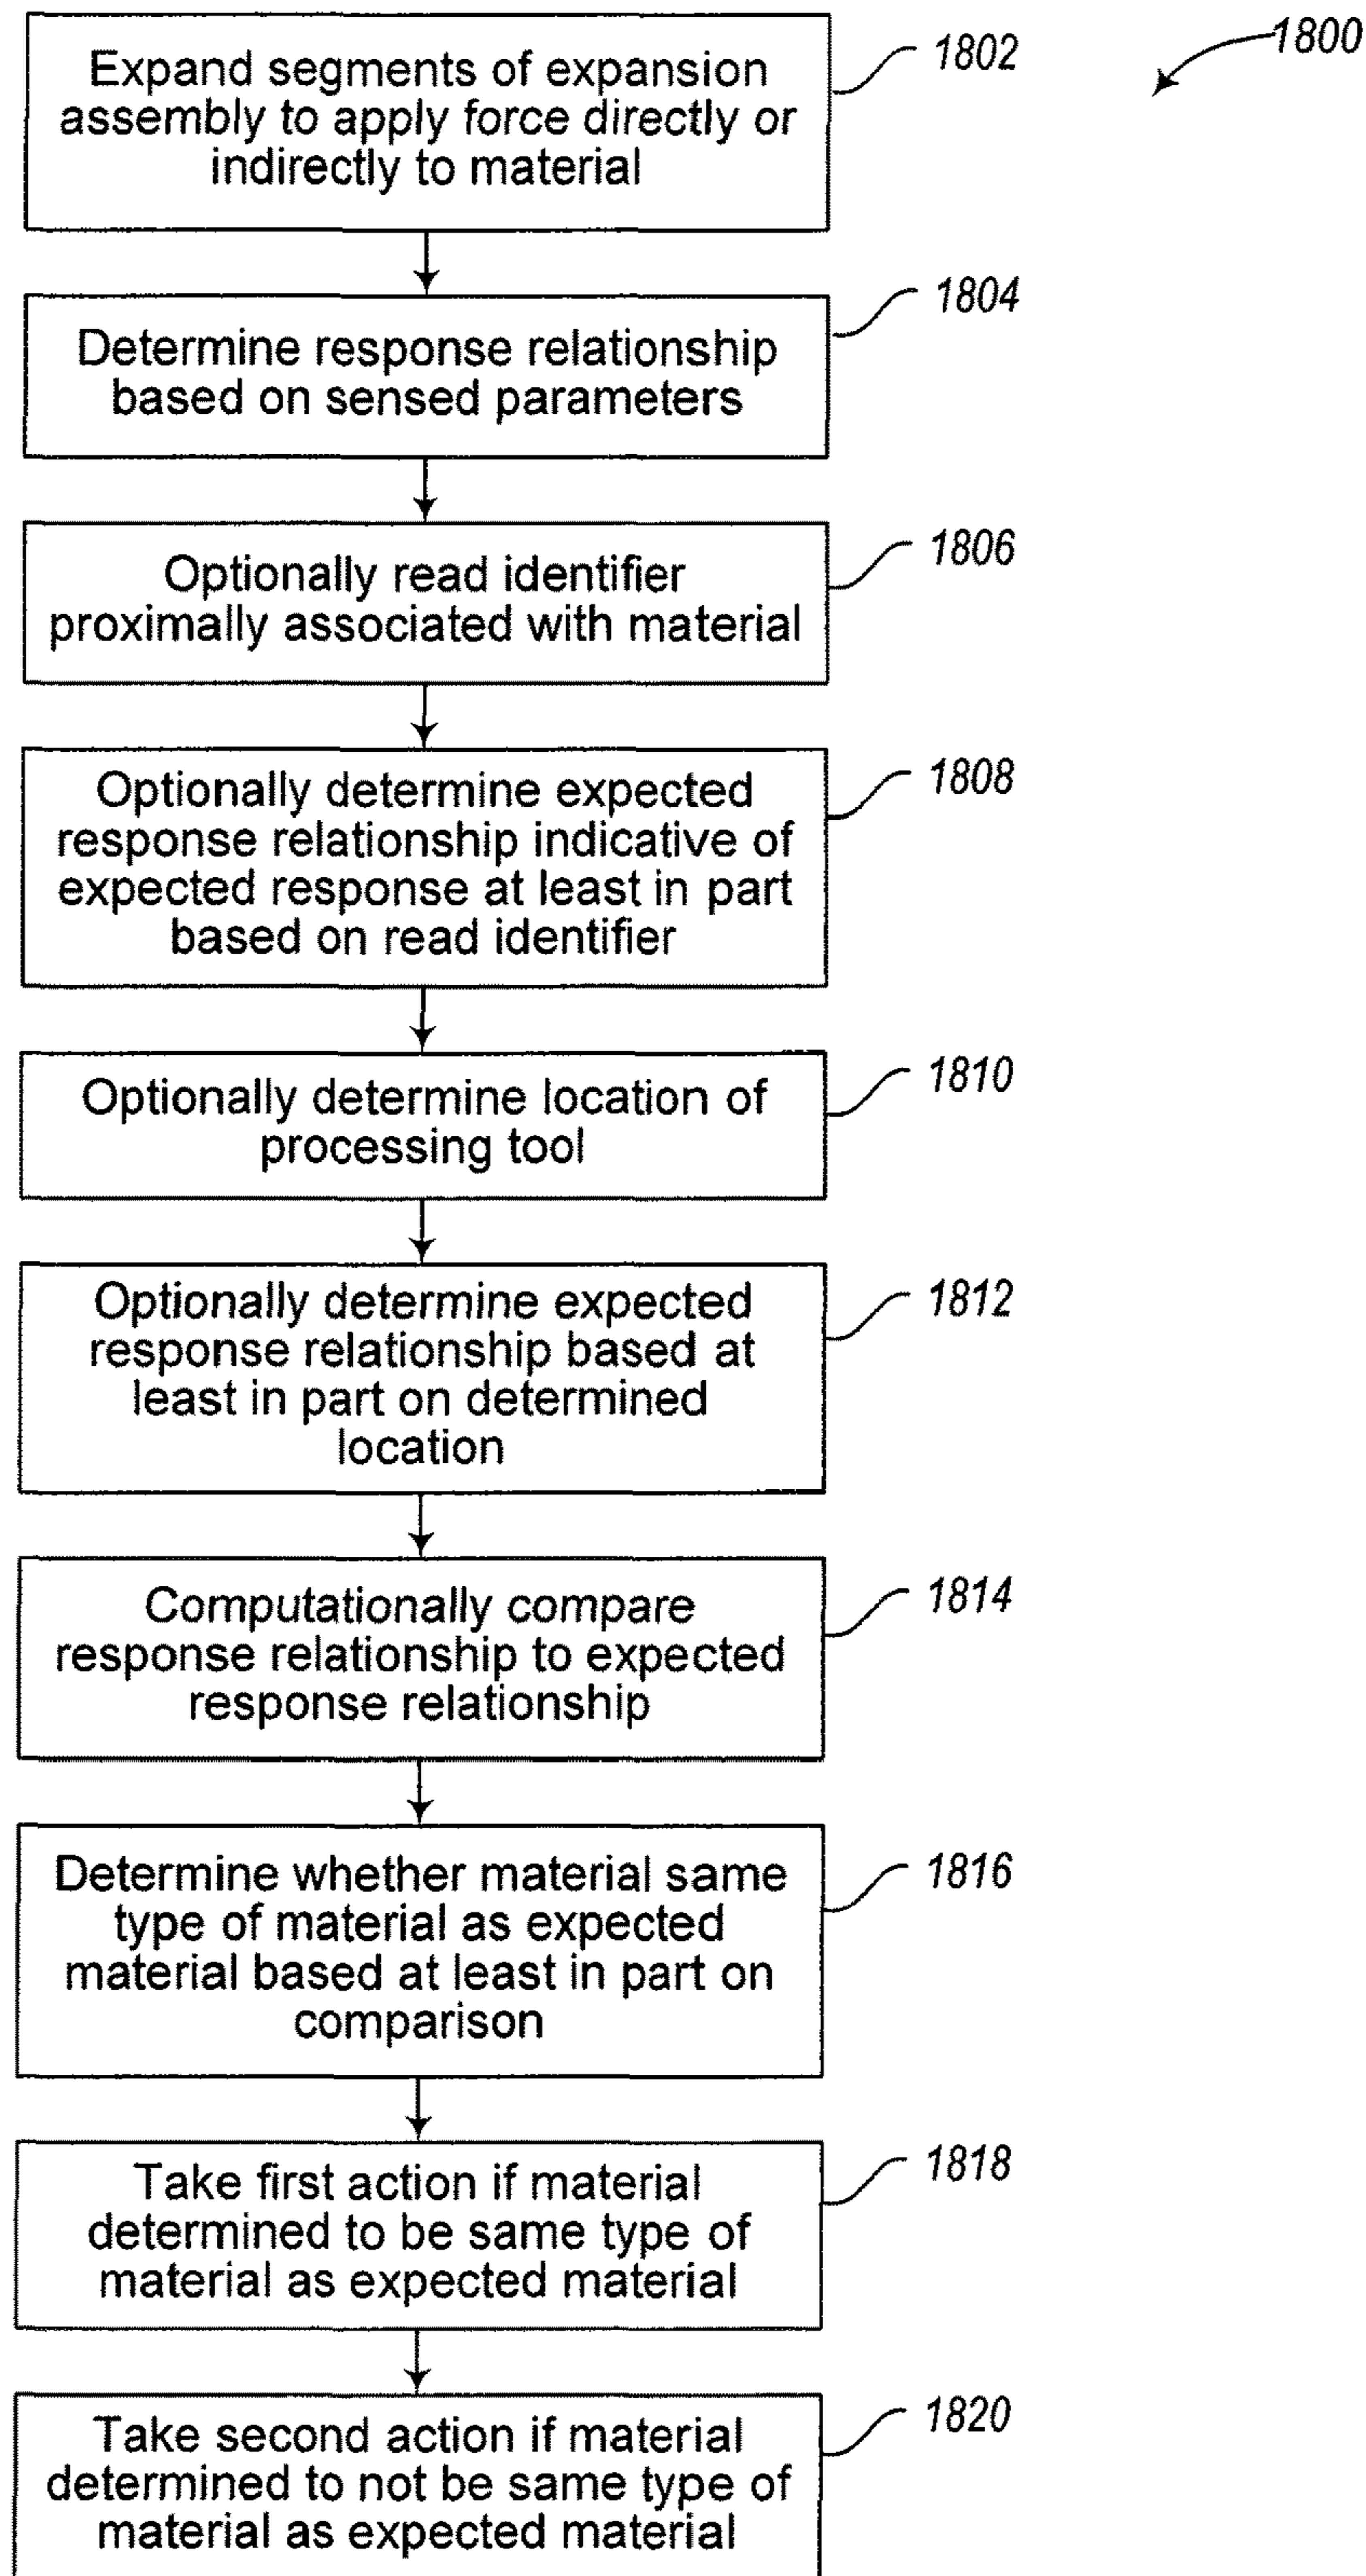 1800
Expand segments of expansion
assembly to apply force directly or
indirectly to material
1802
Determine response relationship
based on sensed parameters
1804
Optionally read identifier
proximally associated with material
1806
Optionally determine expected
response relationship indicative of
expected response at least in part
based on read identifier
1808
Optionally determine location of
processing tool
1810
Optionally determine expected
response relationship based at
least in part on determined
location
1812
Computationally compare
response relationship to expected
response relationship
1814
Determine whether material same
type of material as expected
material based at least in part on
comparison
1816
Take first action if material
determined to be same type of
material as expected material
1818
Take second action if material
determined to not be same type of
material as expected material
1820